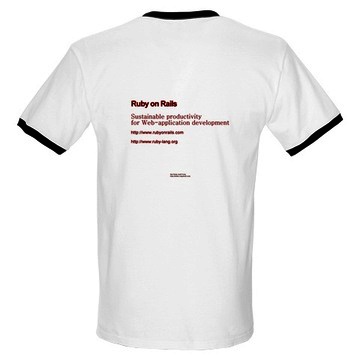 Ruby on Rails
Sustainable productivity
for Web-application development
http://www.rubyonrails.com
http://www.ruby-lang.org